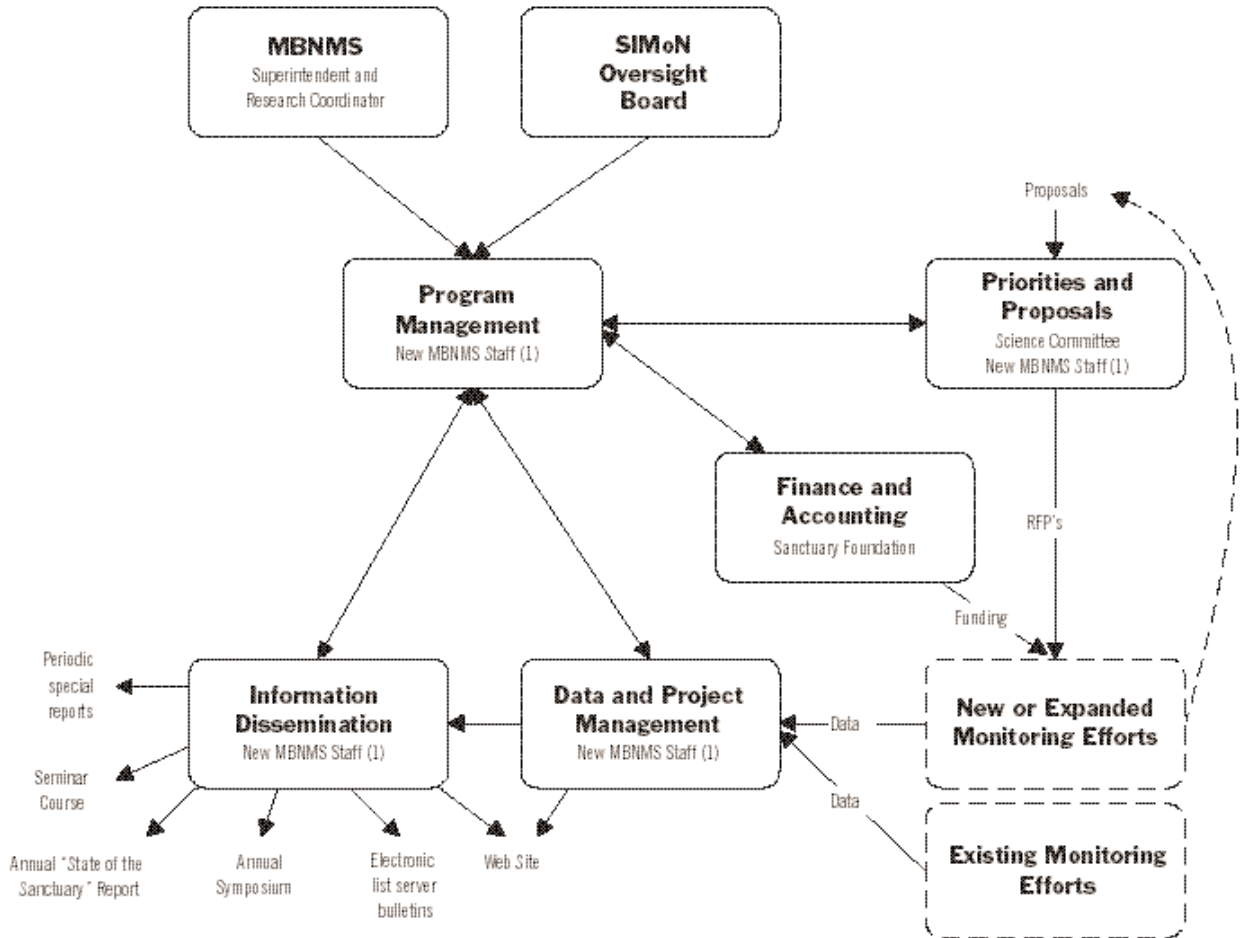 MBNMS
Superintendent and
Research Coordinator
SIMoN
Oversight
Board
Proposals
Program
Management
New MBNMS Staff (1)
Priorities and
Proposals
Science Committee
New MBNMS Staff (1)
Finance and
Accounting
Sanctuary Foundation
RFP's
Funding
Periodic
special
reports
Information
Dissemination
New MBNMS Staff (1)
Data and Project
Management
New MBNMS Staff (1)
Data
New or Expanded
Monitoring Efforts
Seminar
Course
Data
Annual "State of the
Sanctuary" Report
Annual
Symposium
Electronic
list server
bulletins
Web Site
Existing Monitoring
Efforts